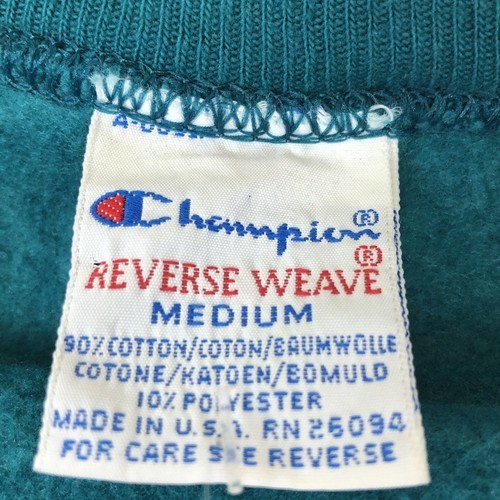 Champion®
REVERSE WEAVE®
MEDIUM
90% COTTON/COTON/BAUMWOLLE
COTONE/KATOEN/BOMULD
10% POLYESTER
MADE IN U.S.A. RN 26094
FOR CARE SEE REVERSE